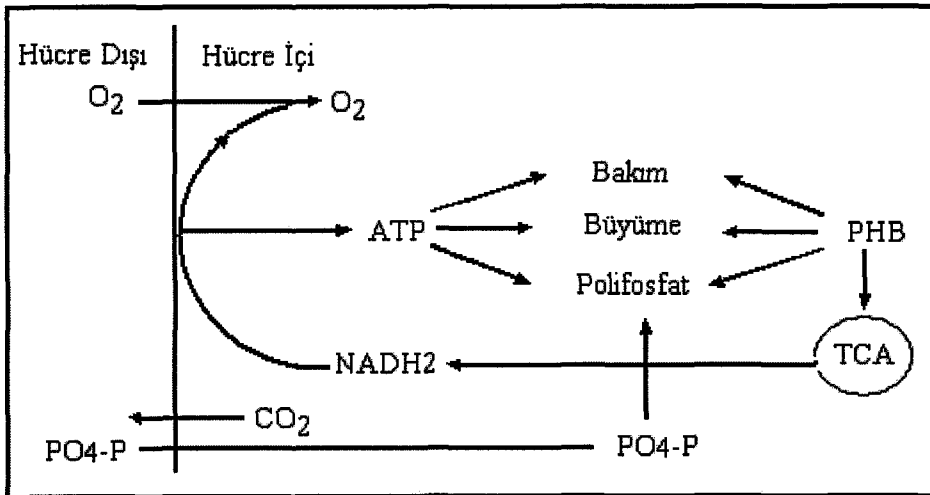 Hücre Dışı
Hücre İçi
O2
O2
Bakım
ATP
Büyüme
PHB
Polifosfat
NADH2
TCA
CO2
PO4-P
PO4-P